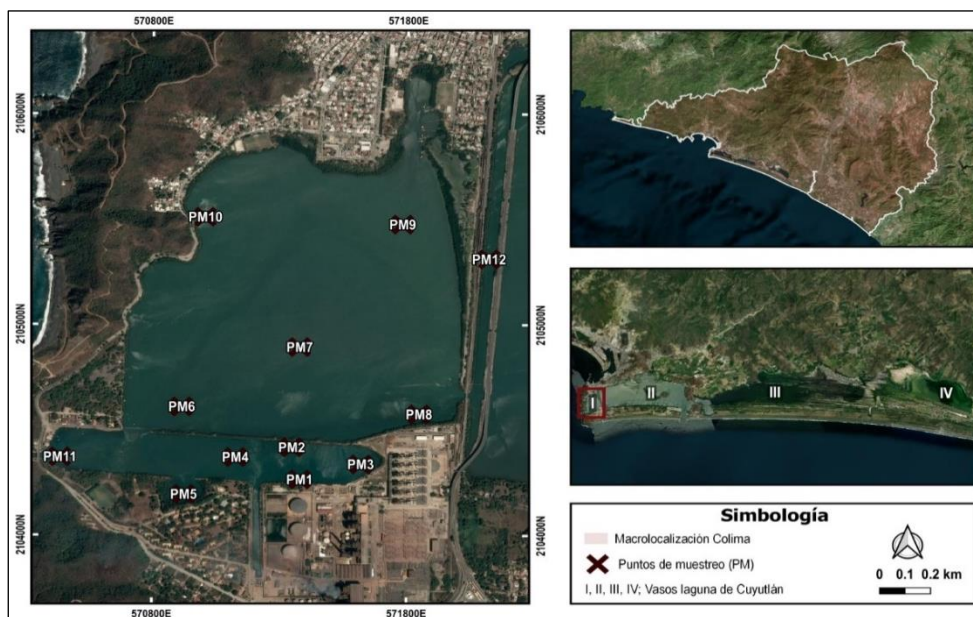 570800E
571800E
2106000N
2106000N
PM10
PM9
PM12
2105000N
2105000N
PM7
PM6
PM8
PM2
PM11
PM4
PM3
PM1
PM5
2104000N
2104000N
570800E
571800E
I
II
III
IV
Simbología
Macrolocalización Colima
Puntos de muestreo (PM)
I, II, III, IV; Vasos laguna de Cuyutlán
0 0.1 0.2 km